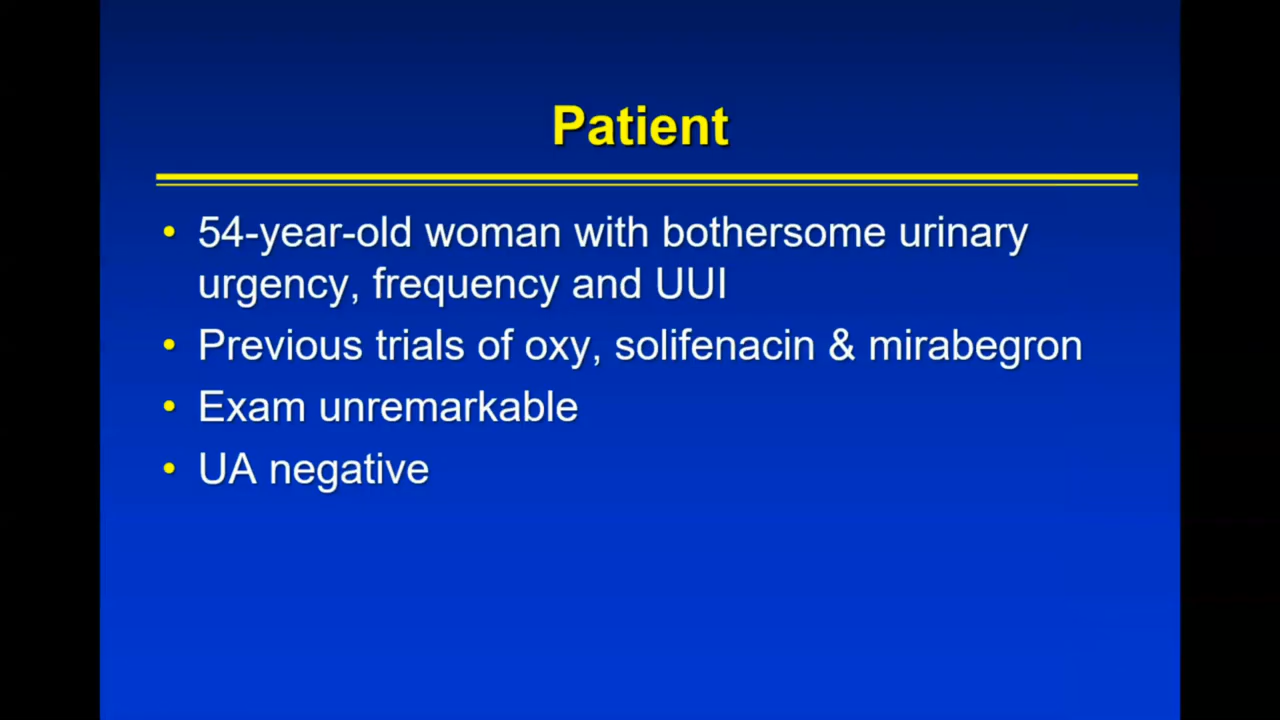 Patient
• 54-year-old woman with bothersome urinary
urgency, frequency and UUI
• Previous trials of oxy, solifenacin & mirabegron
• Exam unremarkable
• UA negative